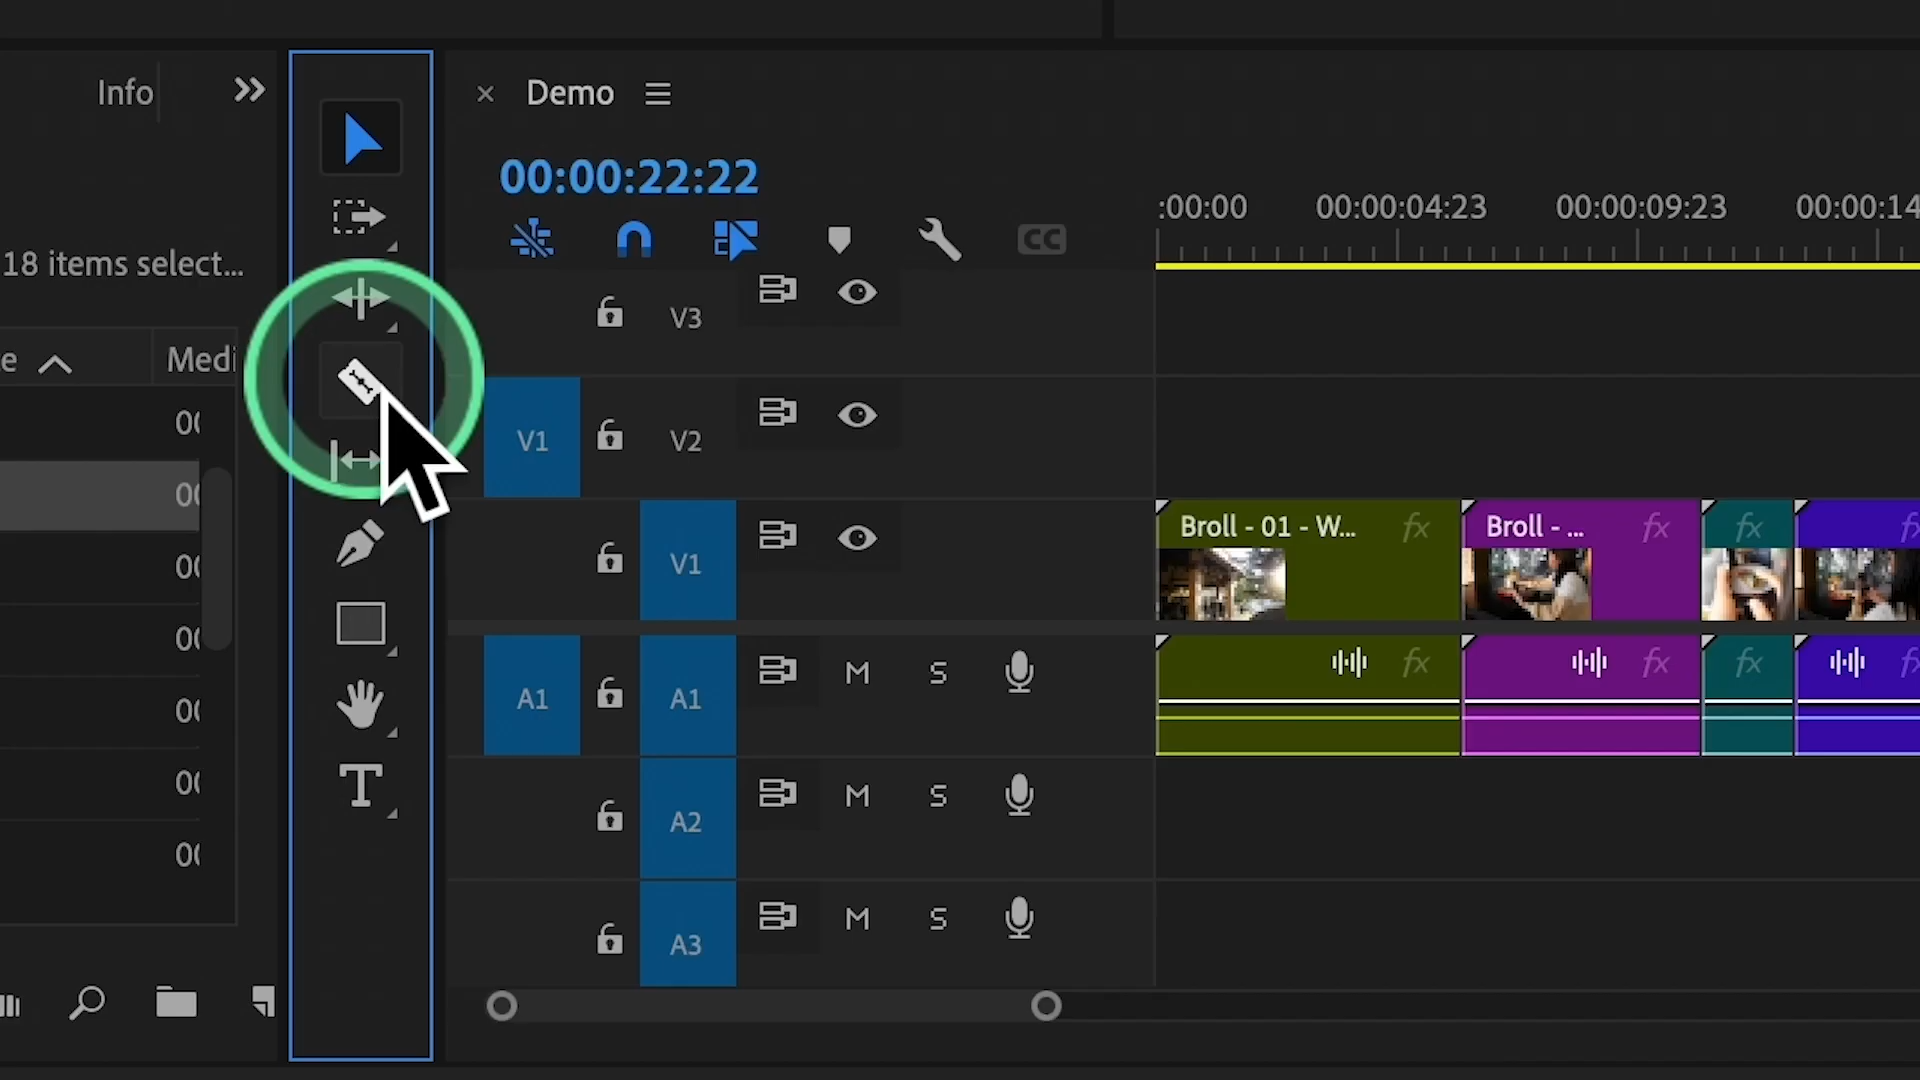 Info
Demo
00:00:22:22
:00:00 00:00:04:23 00:00:09:23 00:00:14
CC
18 items select...
V3
e Medi
V1 V2
V1
Broll - 01 - W... fx Broll - ... fx fx fx
A1 A1 M S
fx fx fx fx
A2 M S
A3 M S
00
00
00
00
00
00
00
T